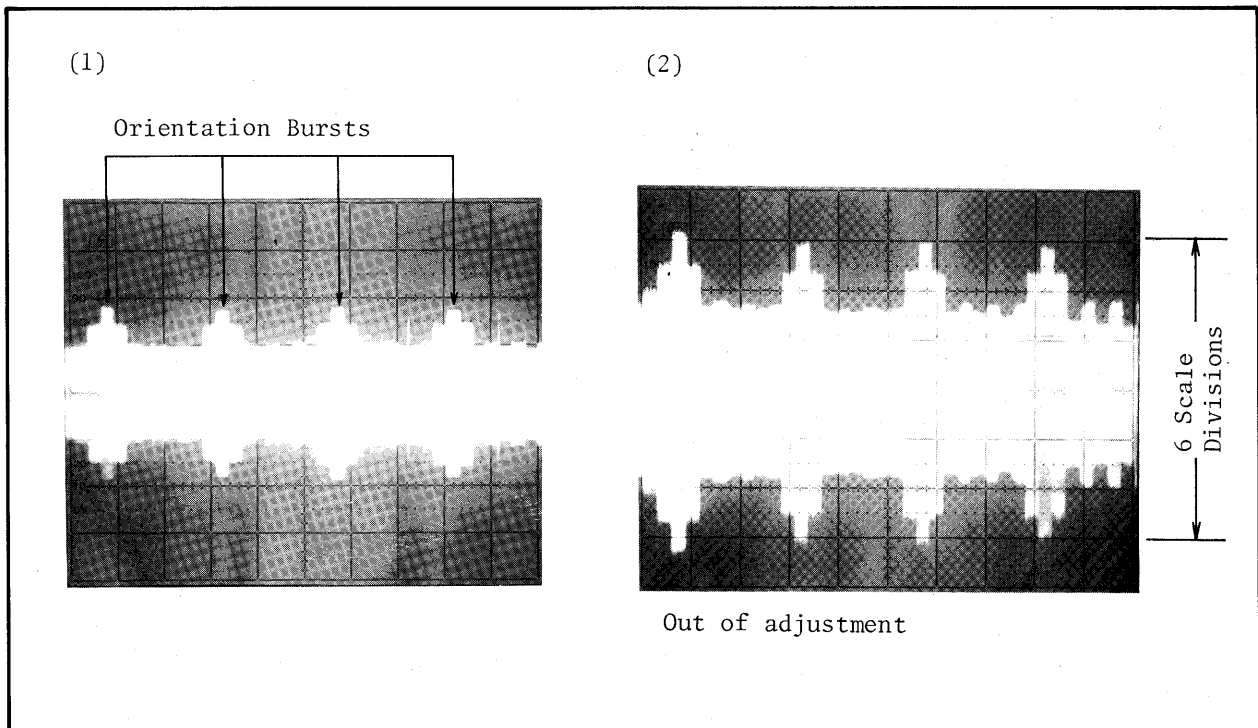 (1)
Orientation Bursts
(2)
6 Scale
Divisions
Out of adjustment